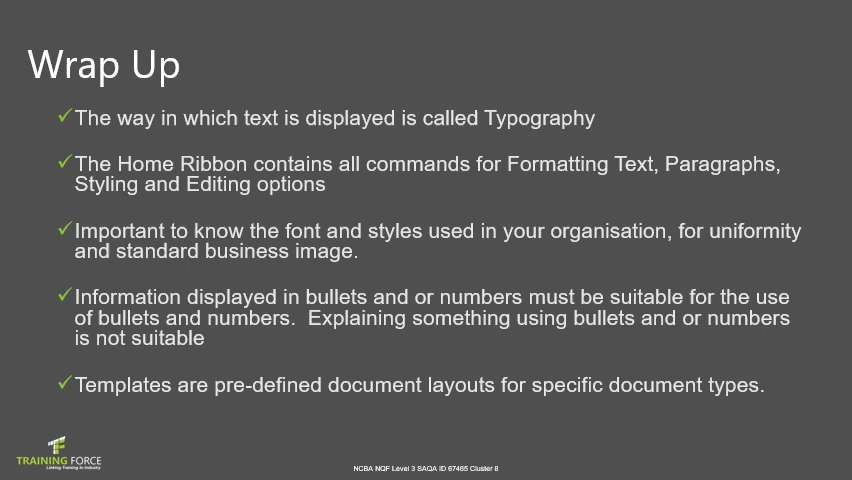 Wrap Up
The way in which text is displayed is called Typography
The Home Ribbon contains all commands for Formatting Text, Paragraphs,
Styling and Editing options
Important to know the font and styles used in your organisation, for uniformity
and standard business image.
Information displayed in bullets and or numbers must be suitable for the use
of bullets and numbers.  Explaining something using bullets and or numbers
is not suitable
Templates are pre-defined document layouts for specific document types.
TRAINING FORCE
Linking Training to Industry
NCBA NQF Level 3 SAQA ID 67465 Cluster 8